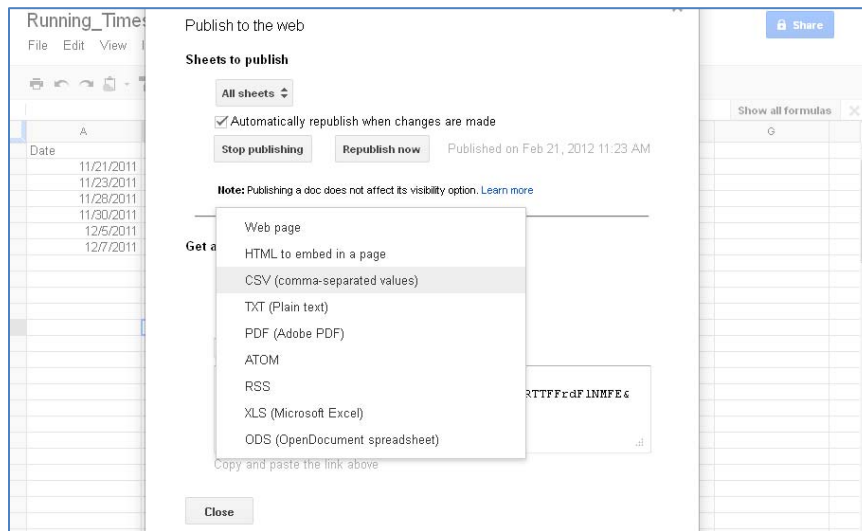 Running_Times
Publish to the web
Share
File Edit View
Sheets to publish
All sheets
Automatically republish when changes are made
Show all formulas
A
G
Stop publishing
Republish now
Published on Feb 21, 2012 11:23 AM
Date
11/21/2011
11/23/2011
11/28/2011
11/30/2011
12/5/2011
12/7/2011
Note: Publishing a doc does not affect its visibility option. Learn more
Get a
Web page
HTML to embed in a page
CSV (comma-separated values)
TXT (Plain text)
PDF (Adobe PDF)
ATOM
RSS
XLS (Microsoft Excel)
ODS (OpenDocument spreadsheet)
RTTFFrdFlNMFE&
Copy and paste the link above
Close